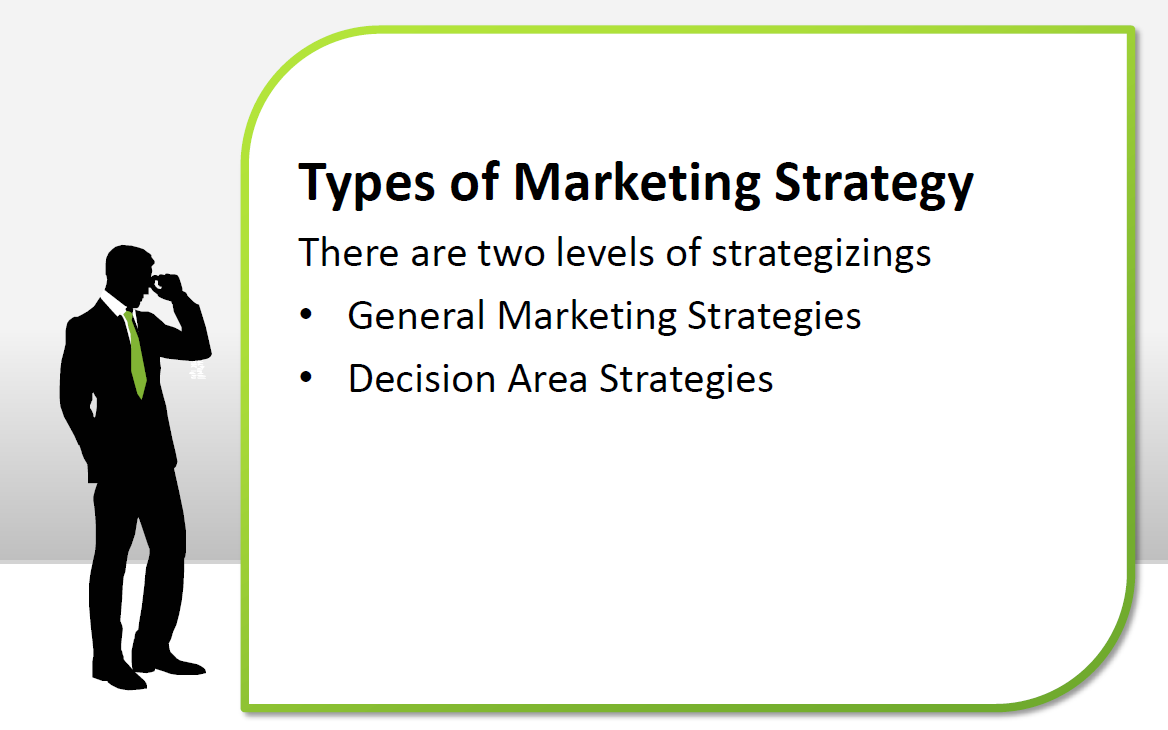 Types of Marketing Strategy
There are two levels of strategizings
• General Marketing Strategies
• Decision Area Strategies